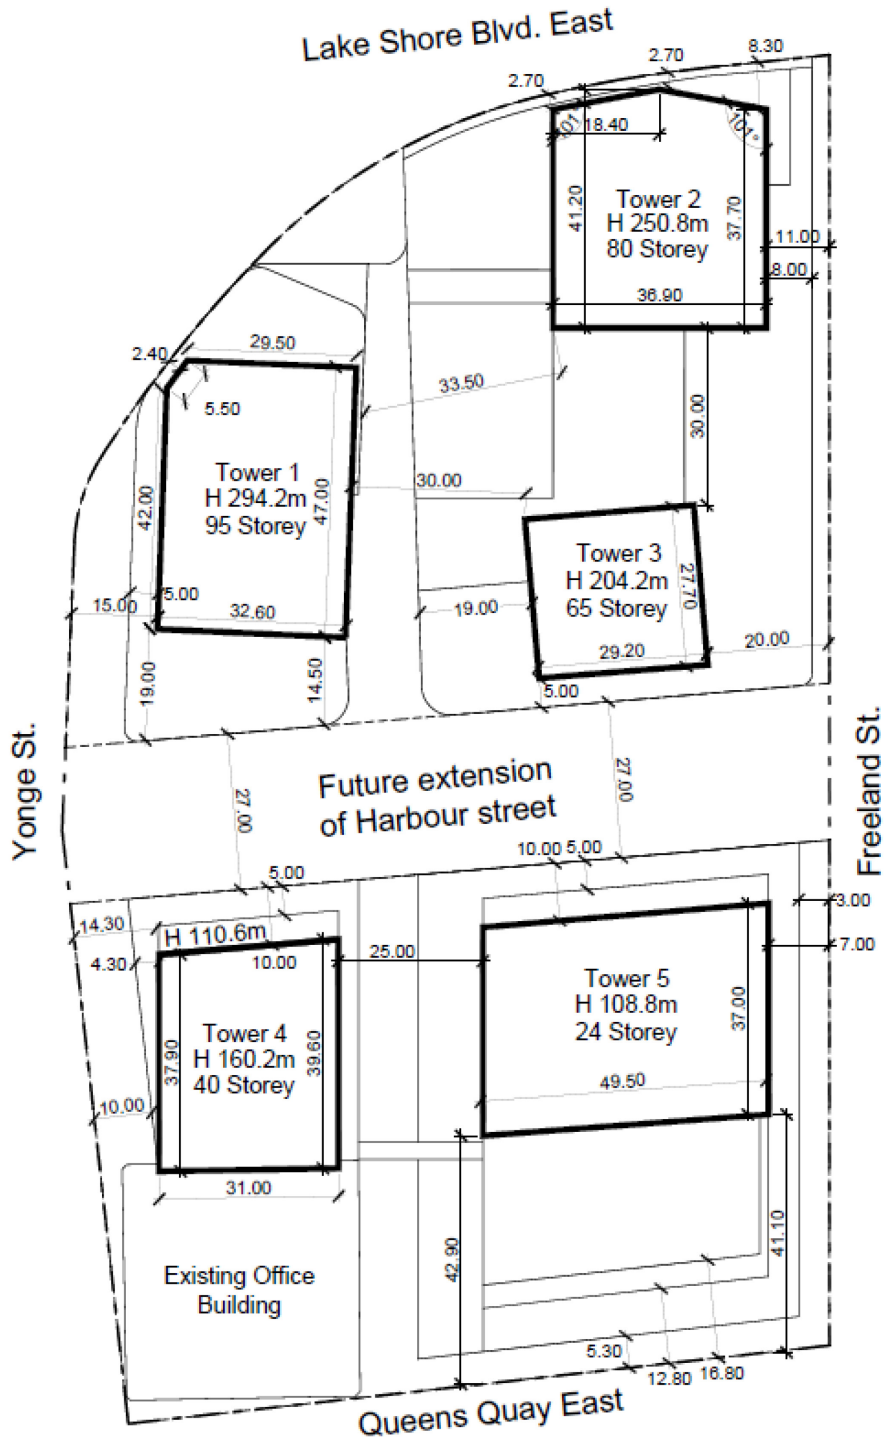 Lake Shore Blvd. East
2.70
8.30
2.70
101°
18.40
101°
Tower 2
H 250.8m
80 Storey
41.20
37.70
11.00
8.00
36.90
29.50
2.40
5.50
33.50
30.00
Tower 1
H 294.2m
95 Storey
42.00
47.00
30.00
Tower 3
H 204.2m
65 Storey
27.70
15.00
5.00
32.60
19.00
29.20
20.00
5.00
19.00
14.50
Yonge St.
Freeland St.
Future extension
of Harbour street
27.00
27.00
10.00
5.00
5.00
3.00
14.30
H 110.6m
4.30
10.00
25.00
7.00
Tower 5
H 108.8m
24 Storey
37.00
Tower 4
H 160.2m
40 Storey
37.90
39.60
49.50
10.00
31.00
42.90
41.10
Existing Office
Building
5.30
12.80
16.80
Queens Quay East